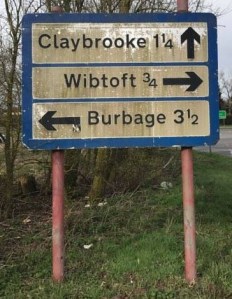 Claybrooke 1¼
Wibtoft ¾
Burbage 3½